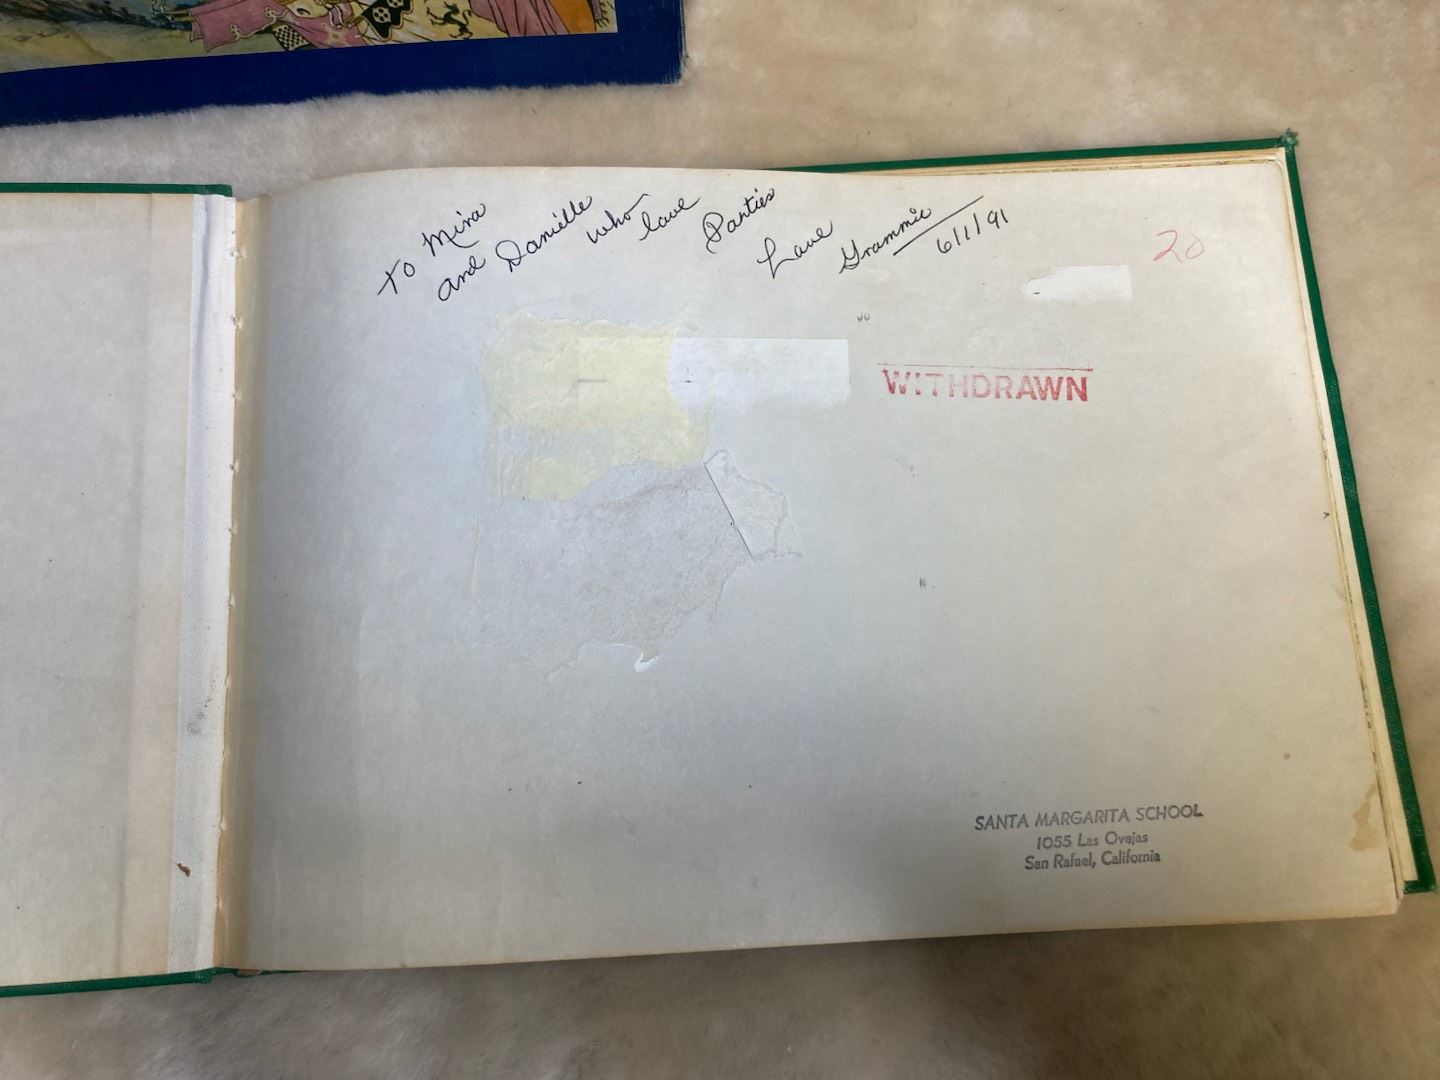 To Mira
and Danielle
who love Parties
Love Grammie
6/1/91
20
WITHDRAWN
SANTA MARGARITA SCHOOL
1055 Las Ovejas
San Rafael, California